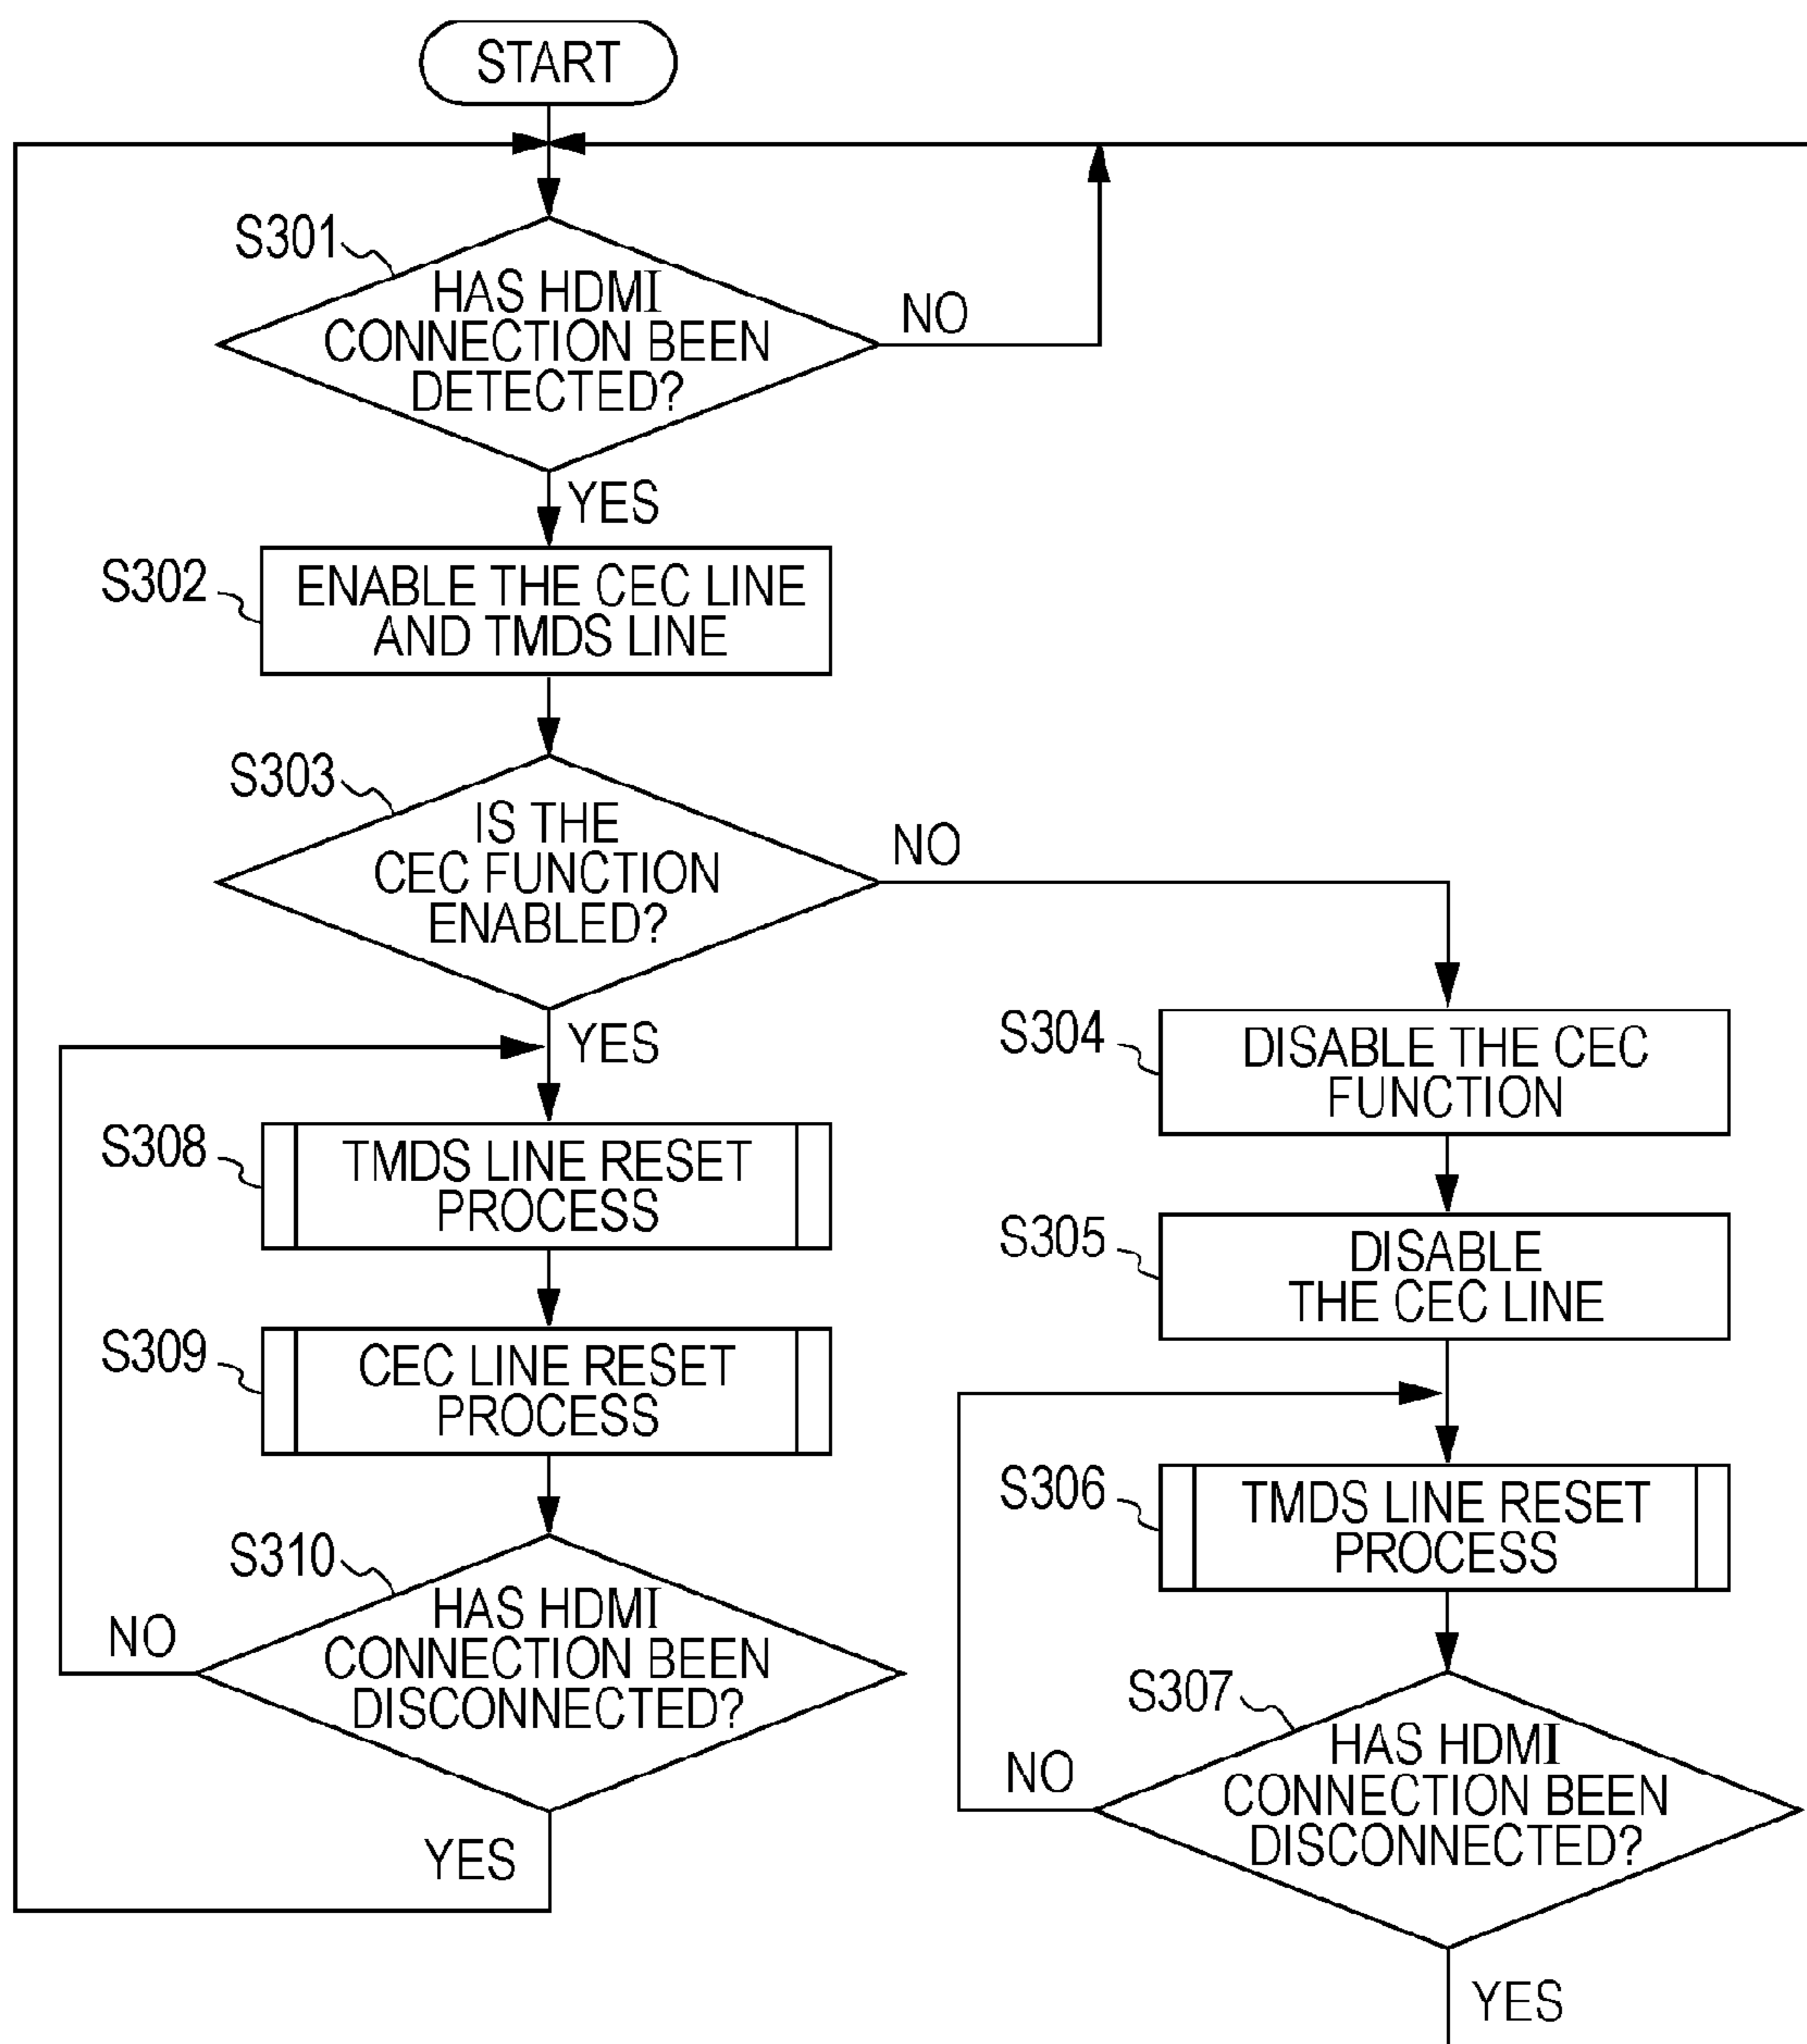 START
S301
HAS HDMI
CONNECTION BEEN
DETECTED?
NO
YES
S302
ENABLE THE CEC LINE
AND TMDS LINE
S303
IS THE
CEC FUNCTION
ENABLED?
NO
YES
S304
DISABLE THE CEC
FUNCTION
S308
TMDS LINE RESET
PROCESS
S305
DISABLE
THE CEC LINE
S309
CEC LINE RESET
PROCESS
S306
TMDS LINE RESET
PROCESS
S310
HAS HDMI
CONNECTION BEEN
DISCONNECTED?
NO
YES
S307
HAS HDMI
CONNECTION BEEN
DISCONNECTED?
NO
YES